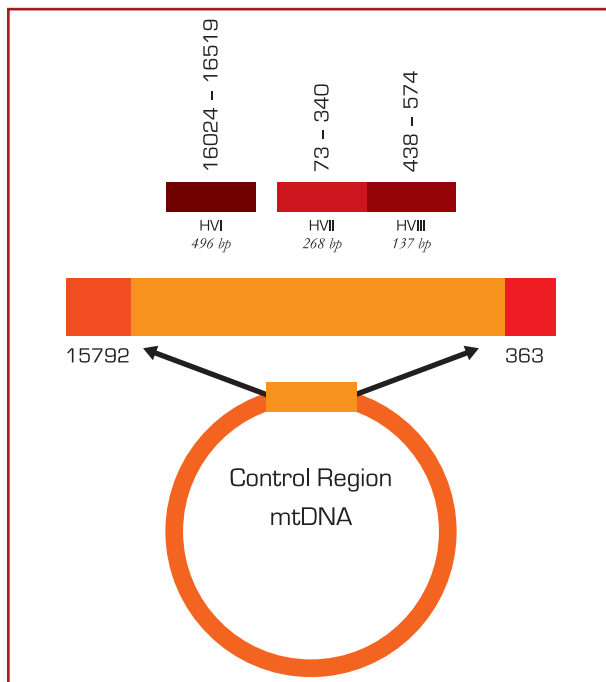 16024 – 16519
73 – 340
438 – 574
HVI
496 bp
HVII
268 bp
HVIII
137 bp
15792
363
Control Region
mtDNA